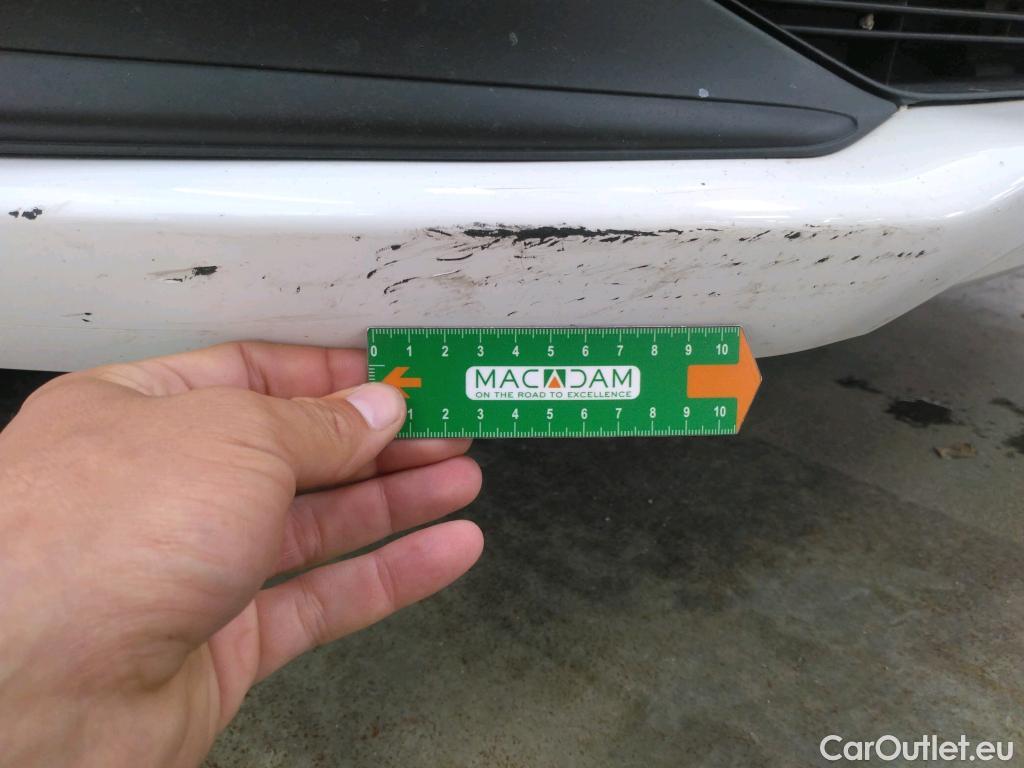 0 1 2 3 4 5 6 7 8 9 10
MACADAM
ON THE ROAD TO EXCELLENCE
1 2 3 4 5 6 7 8 9 10
CarOutlet.eu